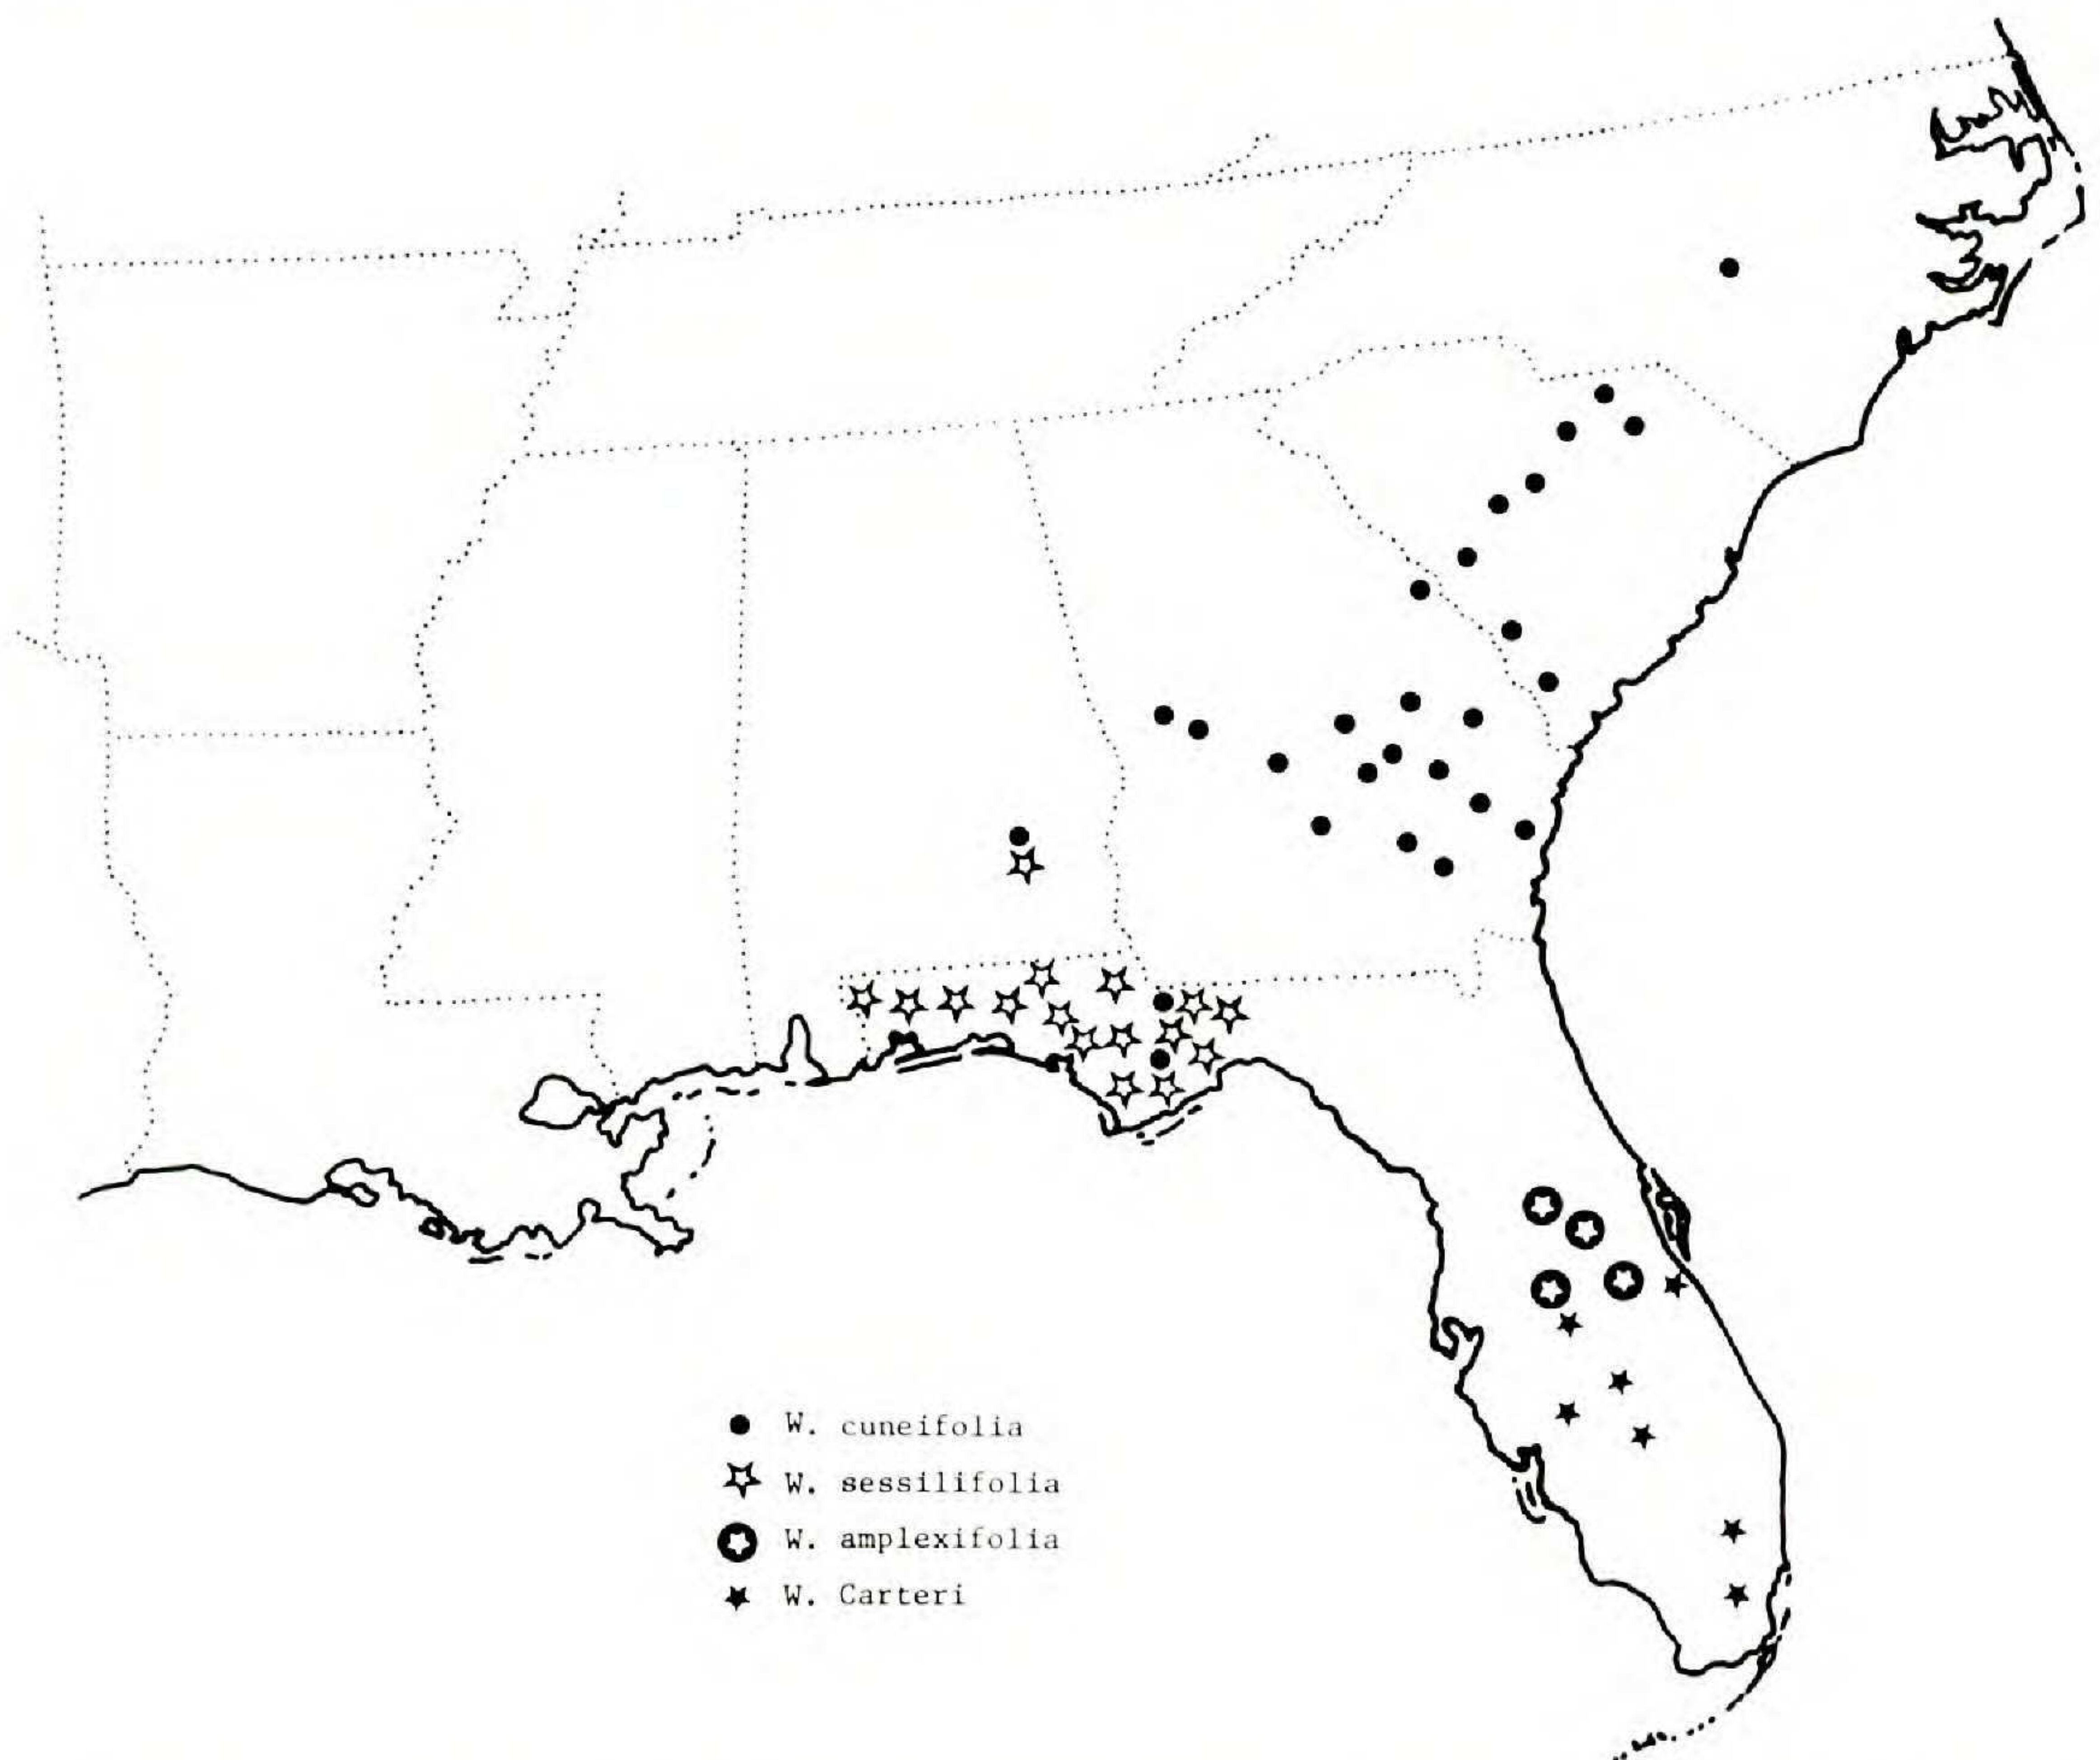 W. cuneifolia
W. sessilifolia
W. amplexifolia
W. Carteri